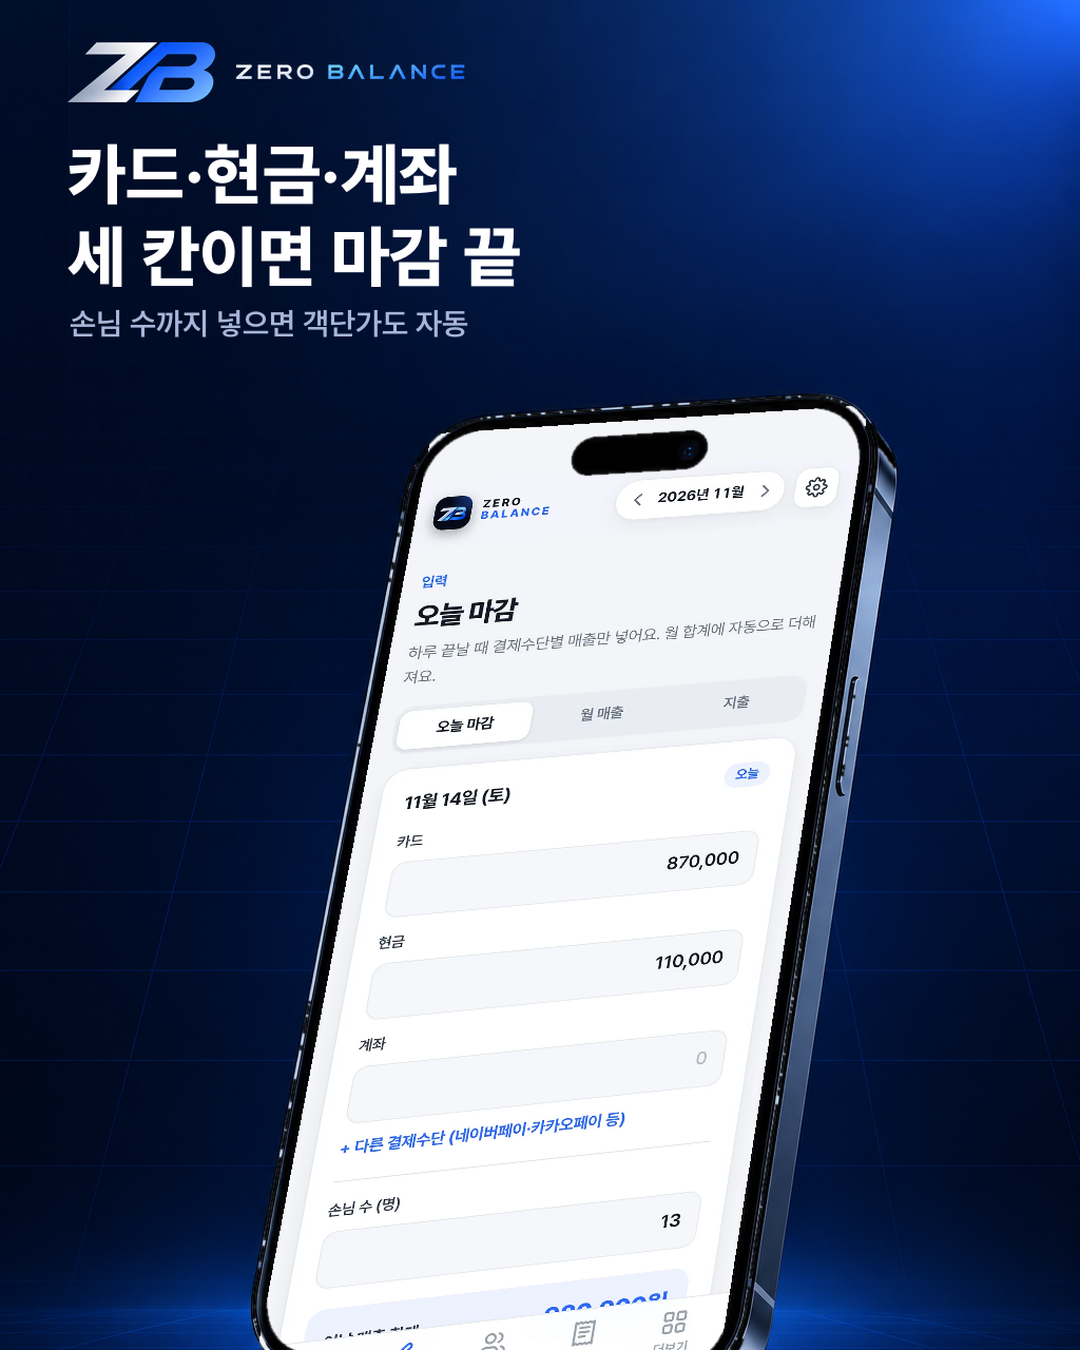 ZB ZERO BALANCE
카드·현금·계좌
세 칸이면 마감 끝
손님 수까지 넣으면 객단가도 자동
ZB ZERO
BALANCE
2026년 11월
입력
오늘 마감
하루 끝날 때 결제수단별 매출만 넣어요. 월 합계에 자동으로 더해
져요.
오늘 마감 월 매출 지출
11월 14일 (토) 오늘
카드
870,000
현금
110,000
계좌
0
+ 다른 결제수단 (네이버페이·카카오페이 등)
손님 수 (명)
13